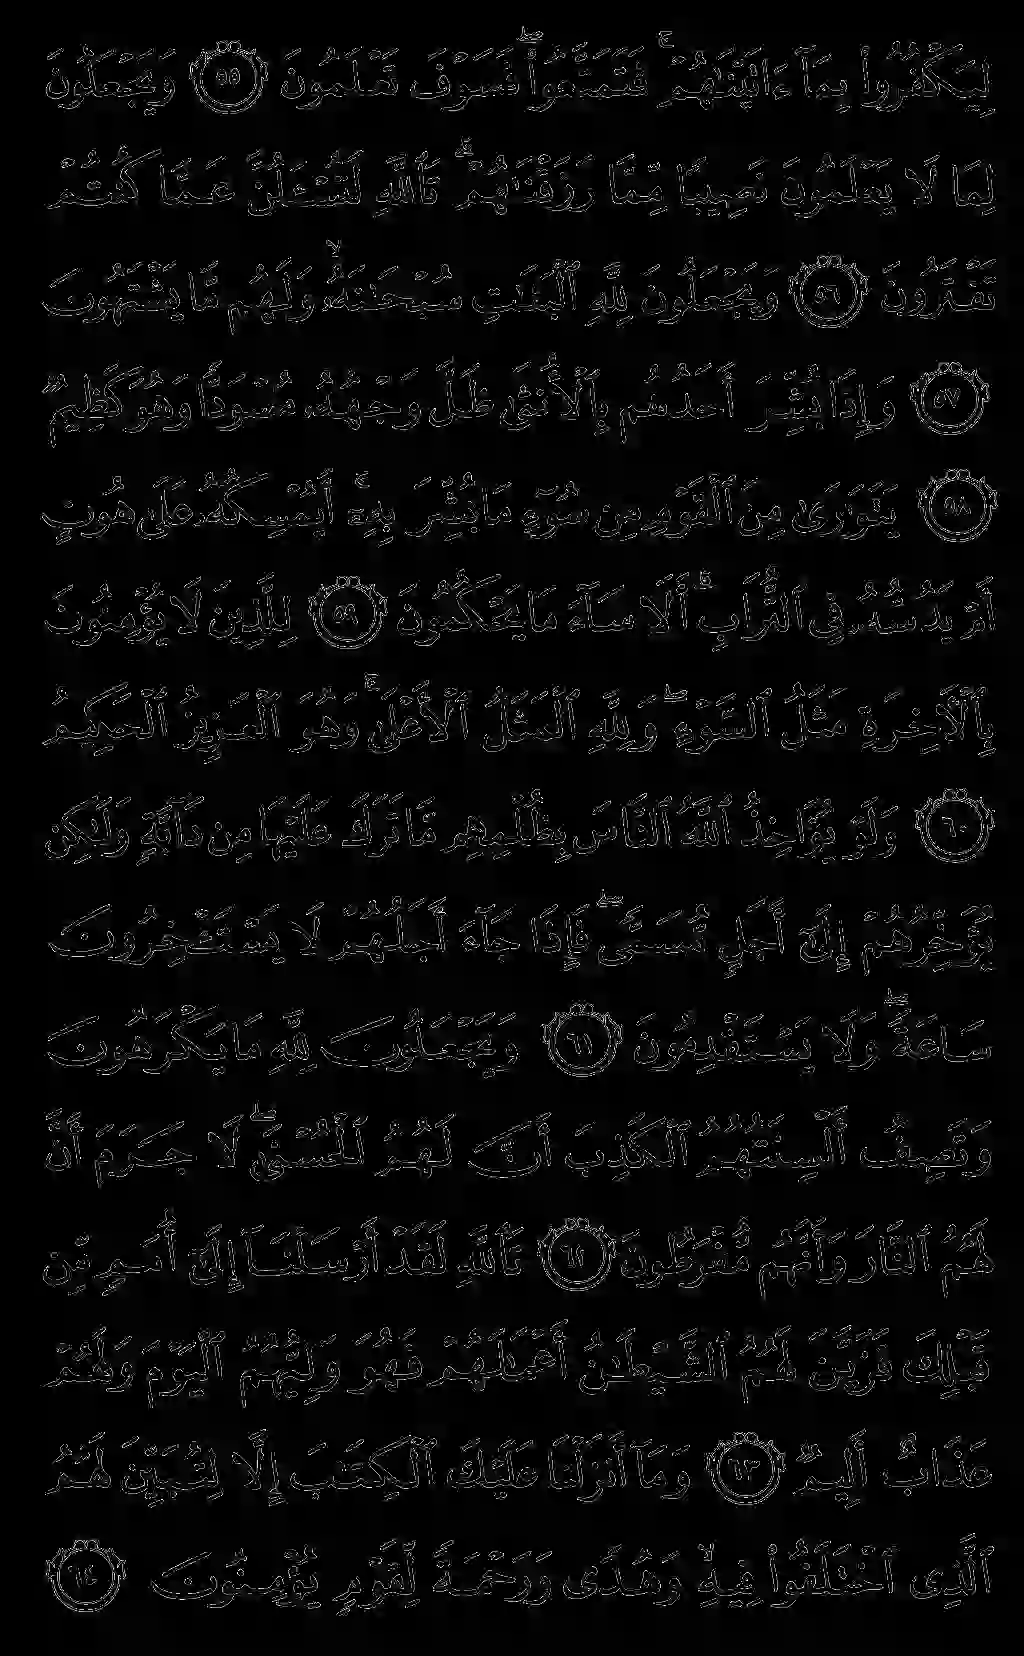 لِيَكْفُرُوا۟ بِمَآ ءَاتَيْنَٰهُمْ ۚ فَتَمَتَّعُوا۟ ۖ فَسَوْفَ تَعْلَمُونَ ٥٥ وَيَجْعَلُونَ
لِمَا لَا يَعْلَمُونَ نَصِيبًا مِّمَّا رَزَقْنَٰهُمْ ۗ تَٱللَّهِ لَتُسْـَٔلُنَّ عَمَّا كُنتُمْ
تَفْتَرُونَ ٥٦ وَيَجْعَلُونَ لِلَّهِ ٱلْبَنَٰتِ سُبْحَٰنَهُۥ ۙ وَلَهُم مَّا يَشْتَهُونَ
٥٧ وَإِذَا بُشِّرَ أَحَدُهُم بِٱلْأُنثَىٰ ظَلَّ وَجْهُهُۥ مُسْوَدًّا وَهُوَ كَظِيمٌ
٥٨ يَتَوَٰرَىٰ مِنَ ٱلْقَوْمِ مِن سُوٓءِ مَا بُشِّرَ بِهِۦٓ ۚ أَيُمْسِكُهُۥ عَلَىٰ هُونٍ
أَمْ يَدُسُّهُۥ فِى ٱلتُّرَابِ ۗ أَلَا سَآءَ مَا يَحْكُمُونَ ٥٩ لِلَّذِينَ لَا يُؤْمِنُونَ
بِٱلْـَٔاخِرَةِ مَثَلُ ٱلسَّوْءِ ۖ وَلِلَّهِ ٱلْمَثَلُ ٱلْأَعْلَىٰ ۚ وَهُوَ ٱلْعَزِيزُ ٱلْحَكِيمُ
٦٠ وَلَوْ يُؤَاخِذُ ٱللَّهُ ٱلنَّاسَ بِظُلْمِهِم مَّا تَرَكَ عَلَيْهَا مِن دَآبَّةٍ وَلَٰكِن
يُؤَخِّرُهُمْ إِلَىٰٓ أَجَلٍ مُّسَمًّى ۖ فَإِذَا جَآءَ أَجَلُهُمْ لَا يَسْتَـْٔخِرُونَ
سَاعَةً ۖ وَلَا يَسْتَقْدِمُونَ ٦١ وَيَجْعَلُونَ لِلَّهِ مَا يَكْرَهُونَ
وَتَصِفُ أَلْسِنَتُهُمُ ٱلْكَذِبَ أَنَّ لَهُمُ ٱلْحُسْنَىٰ ۖ لَا جَرَمَ أَنَّ
لَهُمُ ٱلنَّارَ وَأَنَّهُم مُّفْرَطُونَ ٦٢ تَٱللَّهِ لَقَدْ أَرْسَلْنَآ إِلَىٰٓ أُمَمٍ مِّن
قَبْلِكَ فَزَيَّنَ لَهُمُ ٱلشَّيْطَٰنُ أَعْمَٰلَهُمْ فَهُوَ وَلِيُّهُمُ ٱلْيَوْمَ وَلَهُمْ
عَذَابٌ أَلِيمٌ ٦٣ وَمَآ أَنزَلْنَا عَلَيْكَ ٱلْكِتَٰبَ إِلَّا لِتُبَيِّنَ لَهُمُ
ٱلَّذِى ٱخْتَلَفُوا۟ فِيهِ ۙ وَهُدًى وَرَحْمَةً لِّقَوْمٍ يُؤْمِنُونَ ٦٤